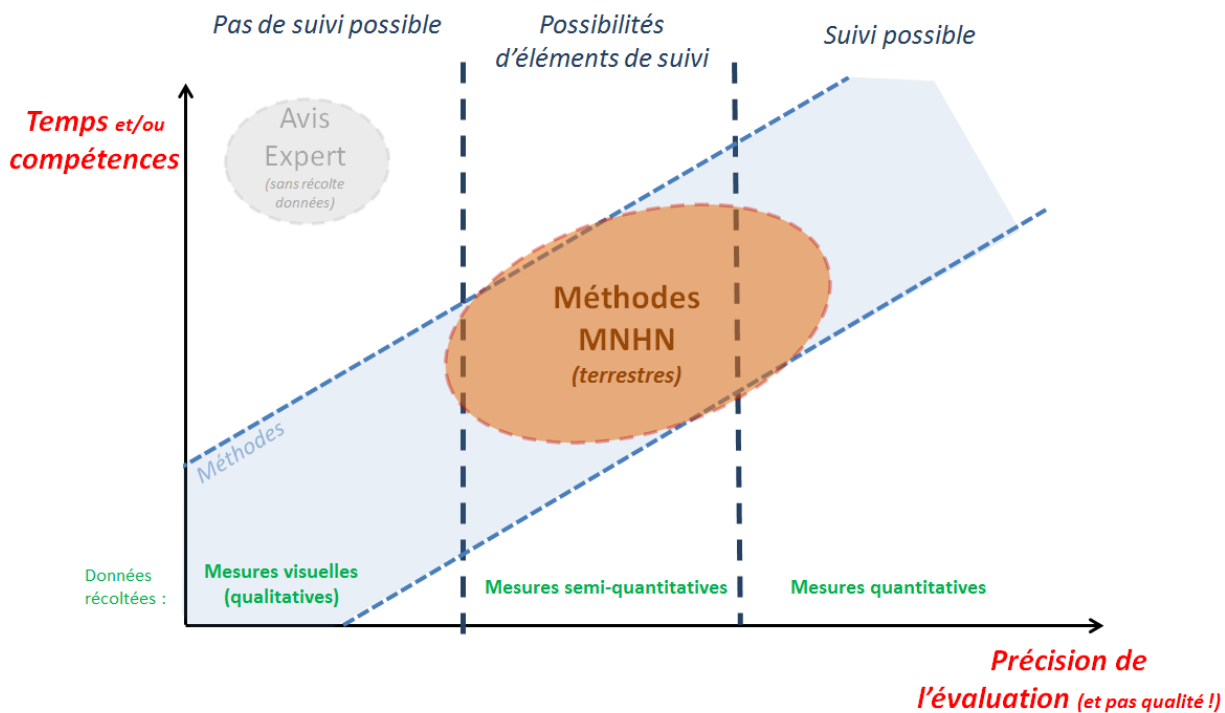 Pas de suivi possible
Possibilités
d'éléments de suivi
Suivi possible
Temps et/ou
compétences
Avis
Expert
(sans récolte
données)
Méthodes
MNHN
(terrestres)
Méthodes
Données
récoltées :
Mesures visuelles
(qualitatives)
Mesures semi-quantitatives
Mesures quantitatives
Précision de
l'évaluation (et pas qualité !)